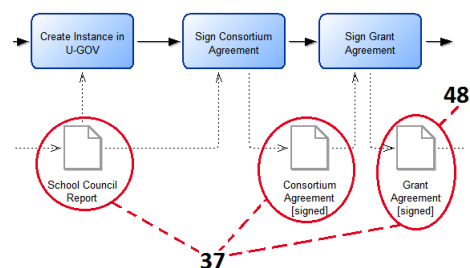 Create Instance in
U-GOV
Sign Consortium
Agreement
Sign Grant
Agreement
48
School Council
Report
Consortium
Agreement
[signed]
Grant
Agreement
[signed]
37